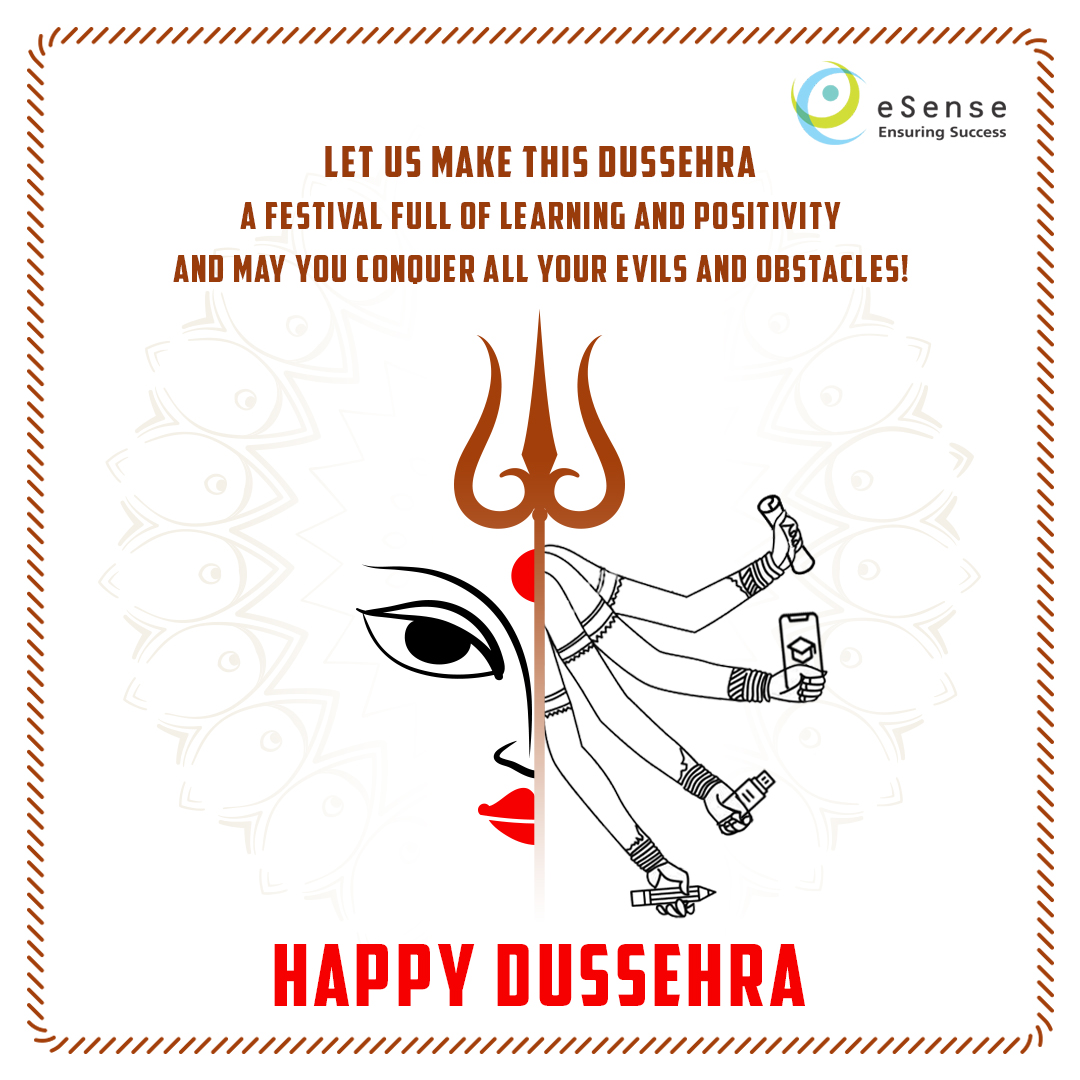 eSense
Ensuring Success
LET US MAKE THIS DUSSEHRA
A FESTIVAL FULL OF LEARNING AND POSITIVITY
AND MAY YOU CONQUER ALL YOUR EVILS AND OBSTACLES!
HAPPY DUSSEHRA